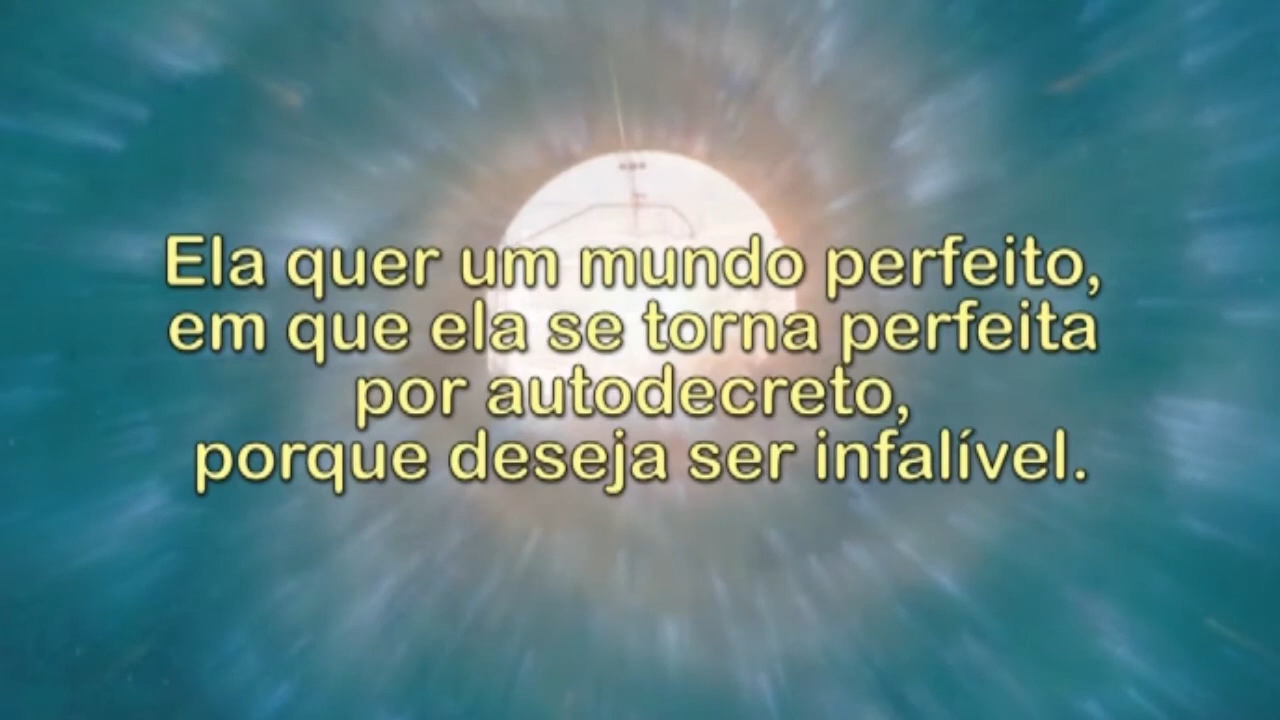 Ela quer um mundo perfeito,
em que ela se torna perfeita
por autodecreto,
porque deseja ser infalível.